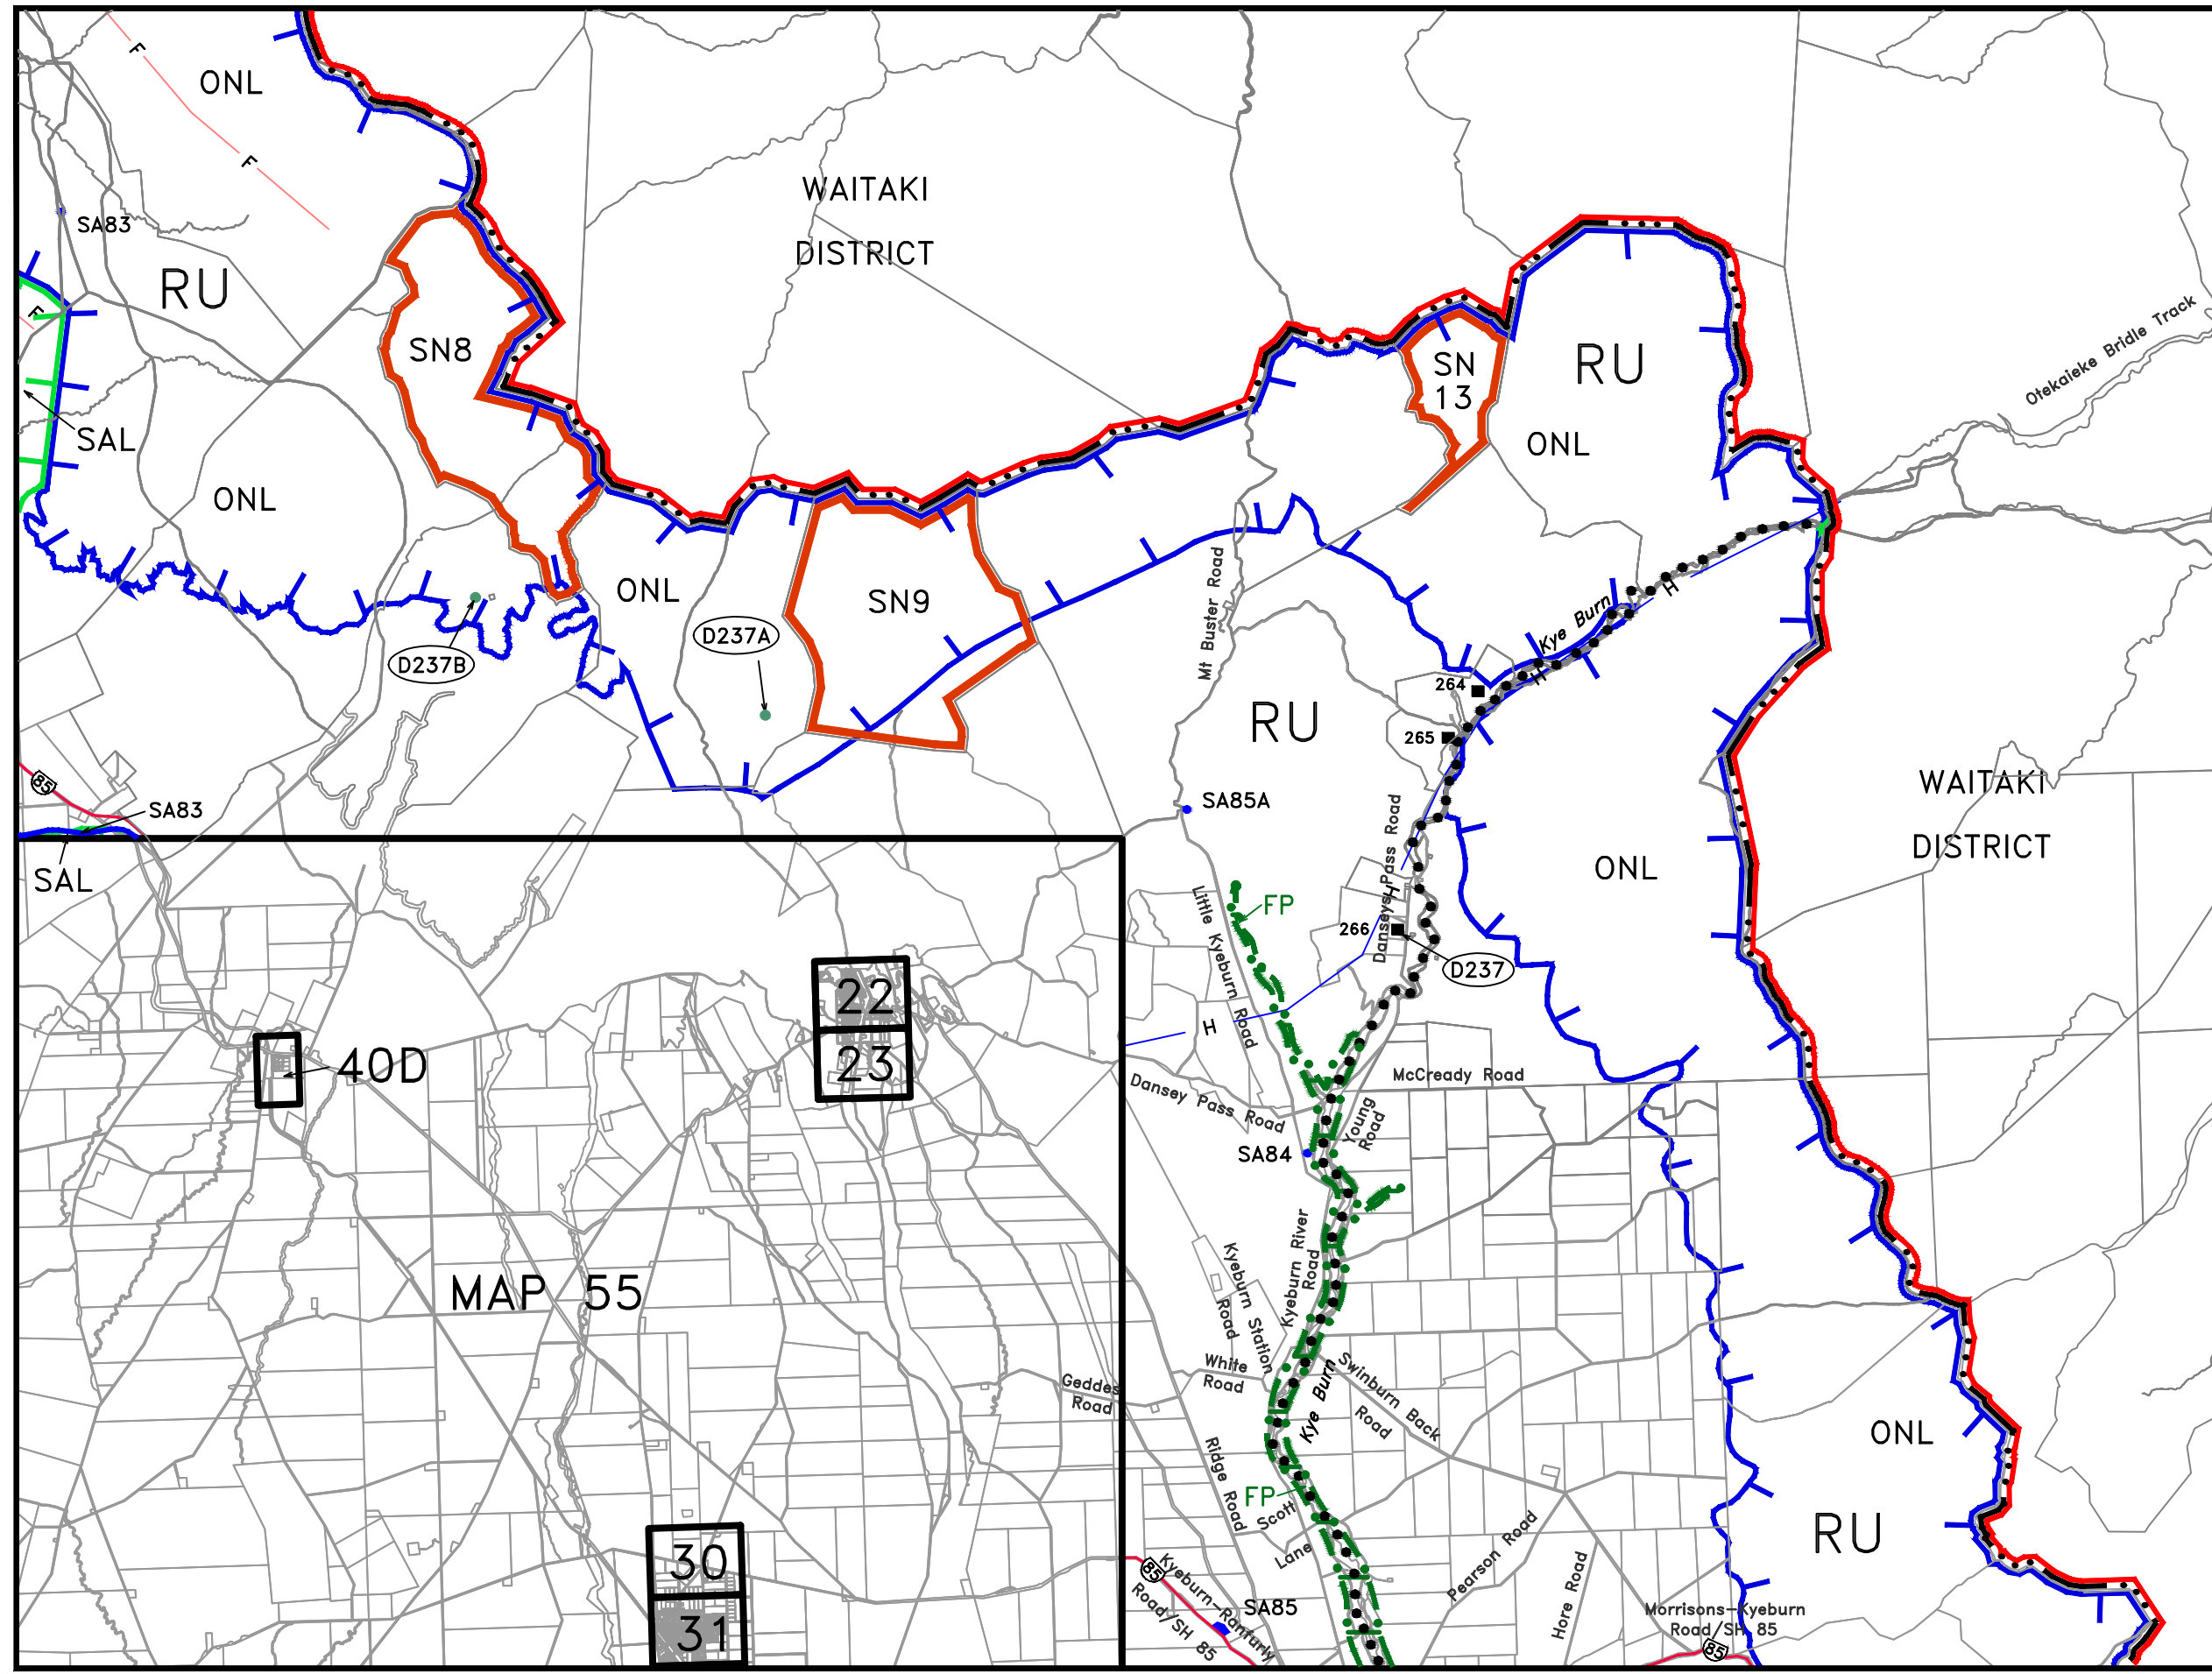 F
ONL
F
WAITAKI
DISTRICT
SA83
RU
F
SN8
SN
13
RU
Otekaieke Bridle Track
SAL
ONL
ONL
ONL
SN9
Mt Buster Road
Kye Burn
H
H
D237A
D237B
264
RU
265
85
SA83
SA85A
WAITAKI
DISTRICT
SAL
ONL
Danseys Pass Road
H
FP
Little Kyeburn Road
266
D237
22
23
H
40D
McCready Road
Dansey Pass Road
Young
Road
SA84
MAP 55
Kyeburn River
Road
Kyeburn Station
Road
White
Road
Geddes
Road
Kye Burn
Swinburn Back
Road
ONL
Ridge Road
FP
Scott
Lane
RU
Pearson Road
Hore Road
30
31
85
Kyeburn-Ranfurly
Road/SH 85
SA85
Morrisons-Kyeburn
Road/SH 85
85